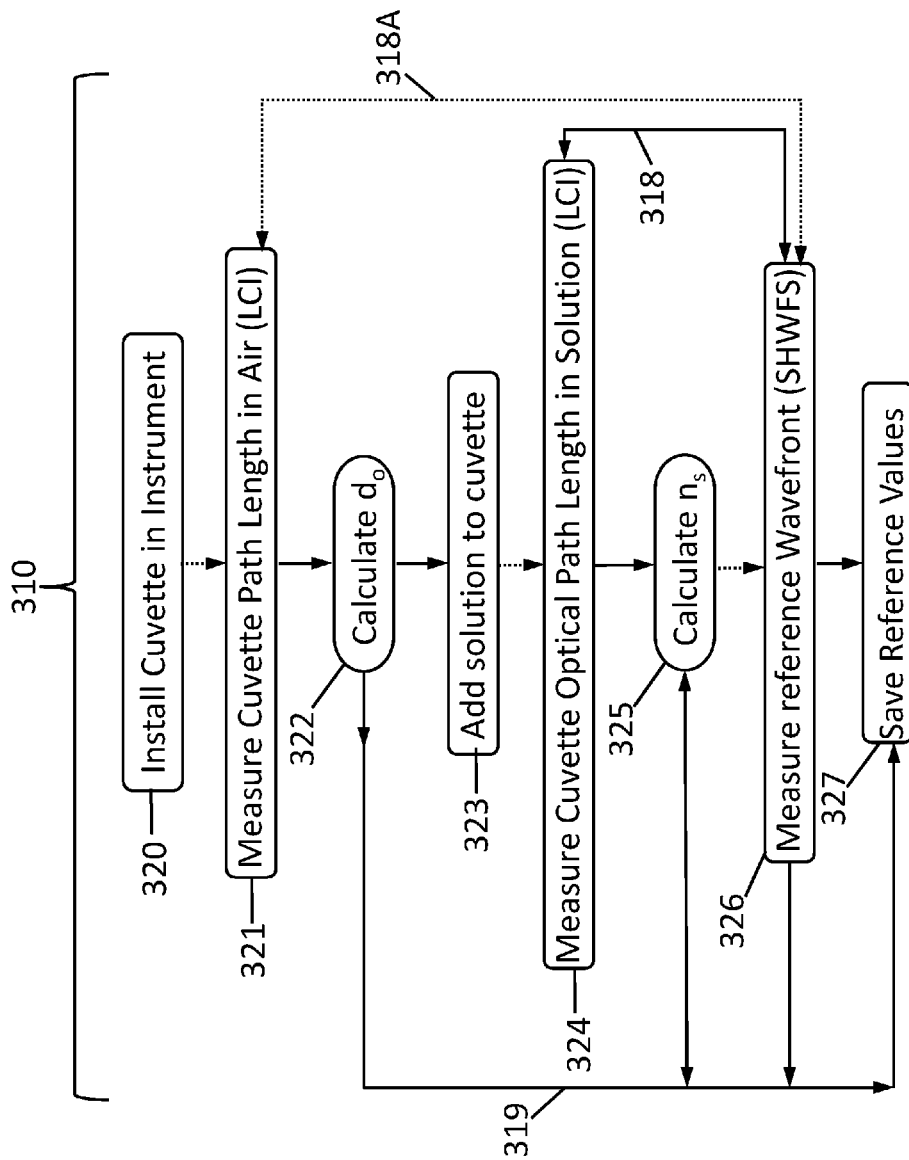 310
320
Install Cuvette in Instrument
318A
321
Measure Cuvette Path Length in Air (LCI)
322
Calculate dₒ
323
Add solution to cuvette
318
324
Measure Cuvette Optical Path Length in Solution (LCI)
325
Calculate nₛ
319
326
Measure reference Wavefront (SHWFS)
327
Save Reference Values